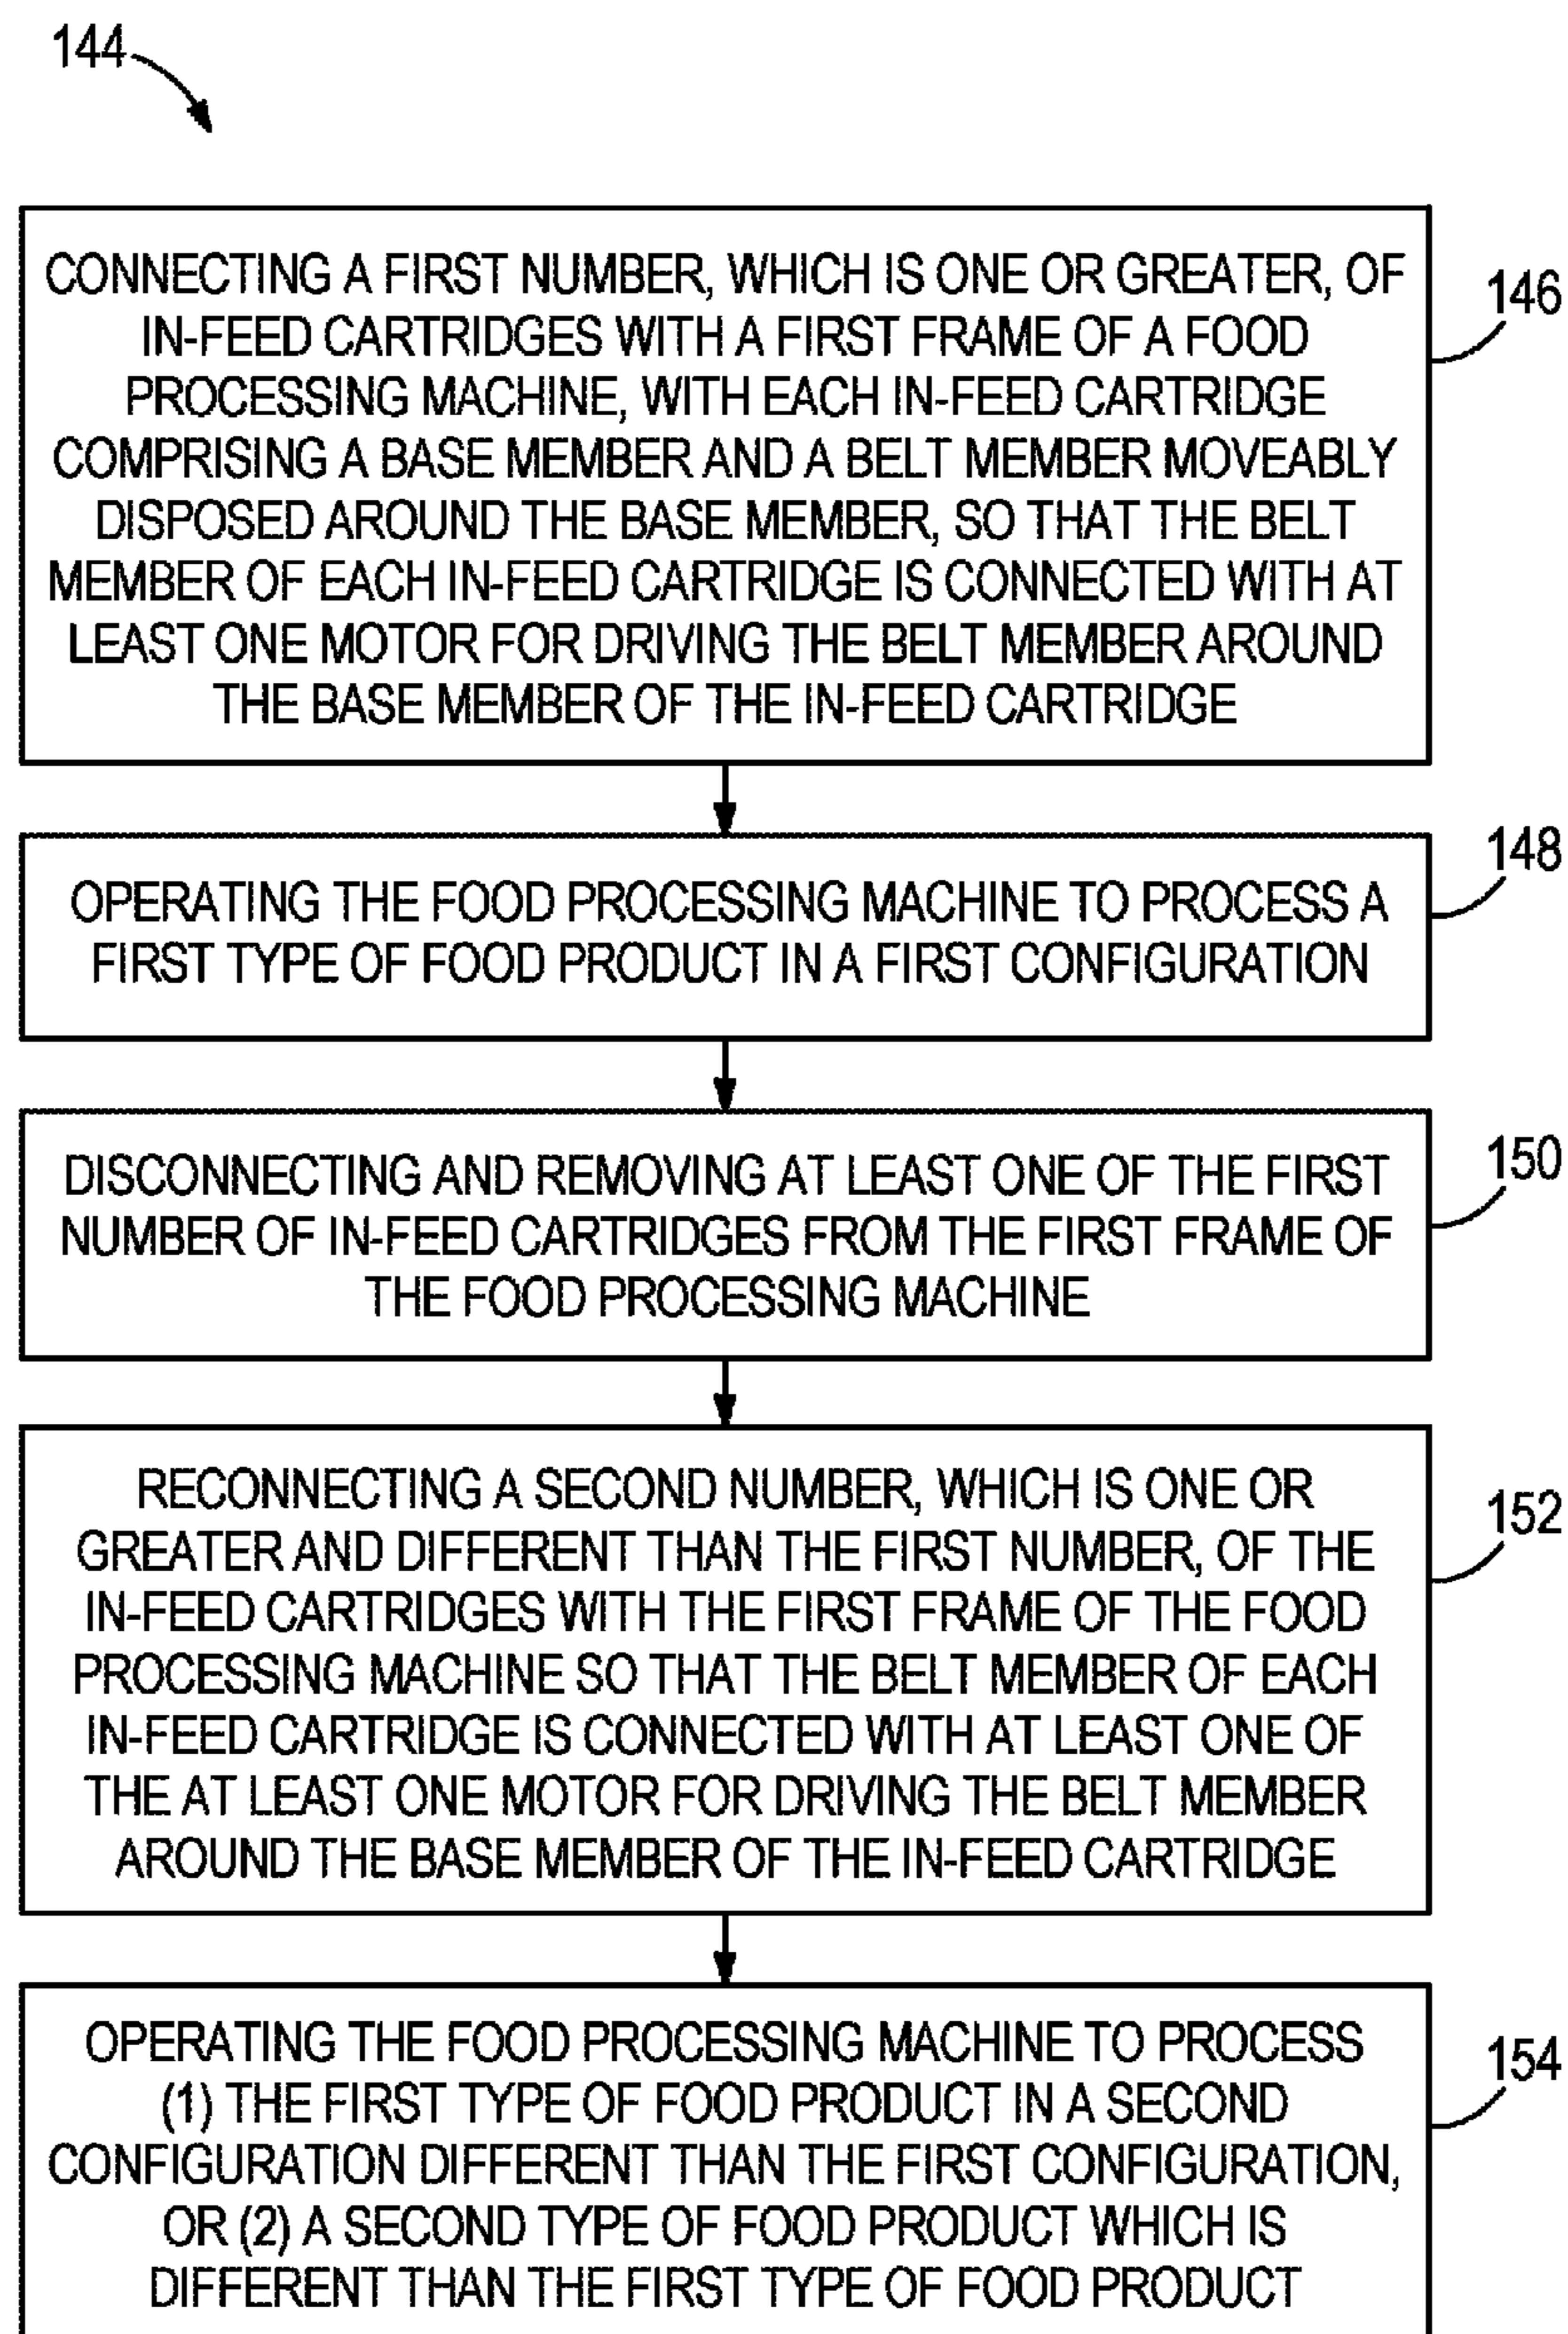 144
CONNECTING A FIRST NUMBER, WHICH IS ONE OR GREATER, OF
IN-FEED CARTRIDGES WITH A FIRST FRAME OF A FOOD
PROCESSING MACHINE, WITH EACH IN-FEED CARTRIDGE
COMPRISING A BASE MEMBER AND A BELT MEMBER MOVEABLY
DISPOSED AROUND THE BASE MEMBER, SO THAT THE BELT
MEMBER OF EACH IN-FEED CARTRIDGE IS CONNECTED WITH AT
LEAST ONE MOTOR FOR DRIVING THE BELT MEMBER AROUND
THE BASE MEMBER OF THE IN-FEED CARTRIDGE
146
OPERATING THE FOOD PROCESSING MACHINE TO PROCESS A
FIRST TYPE OF FOOD PRODUCT IN A FIRST CONFIGURATION
148
DISCONNECTING AND REMOVING AT LEAST ONE OF THE FIRST
NUMBER OF IN-FEED CARTRIDGES FROM THE FIRST FRAME OF
THE FOOD PROCESSING MACHINE
150
RECONNECTING A SECOND NUMBER, WHICH IS ONE OR
GREATER AND DIFFERENT THAN THE FIRST NUMBER, OF THE
IN-FEED CARTRIDGES WITH THE FIRST FRAME OF THE FOOD
PROCESSING MACHINE SO THAT THE BELT MEMBER OF EACH
IN-FEED CARTRIDGE IS CONNECTED WITH AT LEAST ONE OF
THE AT LEAST ONE MOTOR FOR DRIVING THE BELT MEMBER
AROUND THE BASE MEMBER OF THE IN-FEED CARTRIDGE
152
OPERATING THE FOOD PROCESSING MACHINE TO PROCESS
(1) THE FIRST TYPE OF FOOD PRODUCT IN A SECOND
CONFIGURATION DIFFERENT THAN THE FIRST CONFIGURATION,
OR (2) A SECOND TYPE OF FOOD PRODUCT WHICH IS
DIFFERENT THAN THE FIRST TYPE OF FOOD PRODUCT
154